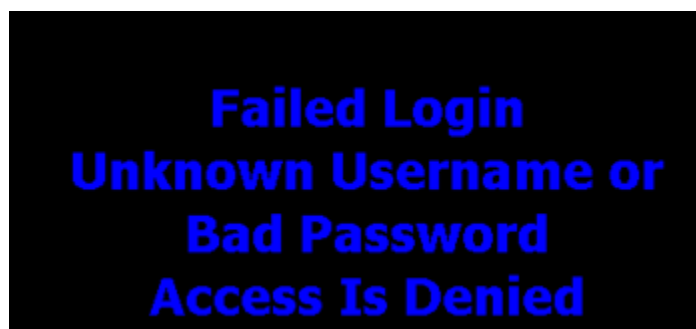 Failed Login
Unknown Username or
Bad Password
Access Is Denied